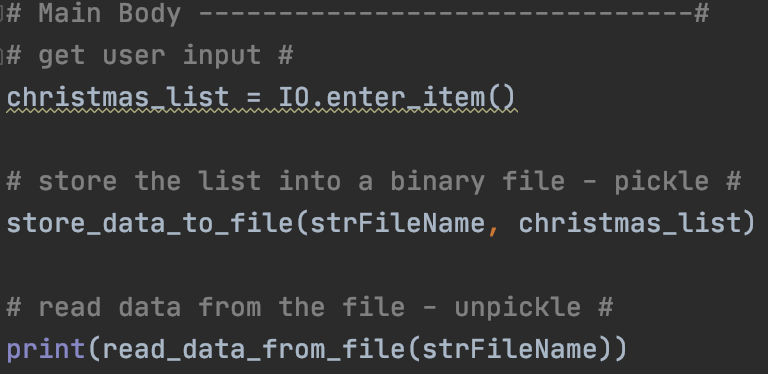 # Main Body -------------------------------#
# get user input #
christmas_list = IO.enter_item()
# store the list into a binary file - pickle #
store_data_to_file(strFileName, christmas_list)
# read data from the file - unpickle #
print(read_data_from_file(strFileName))